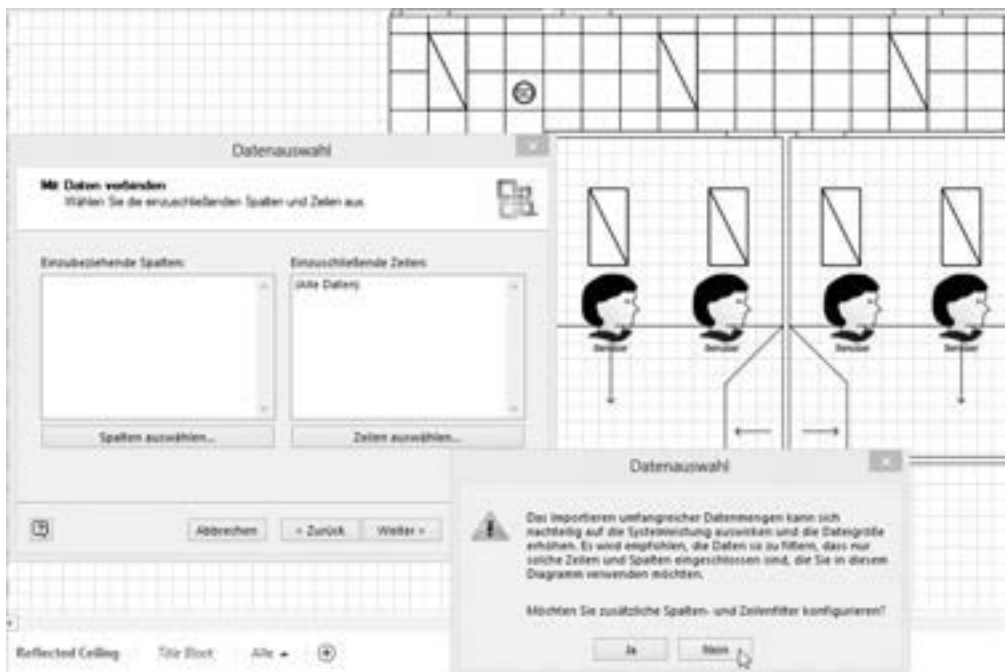 Datenauswahl
Mit Daten verbinden
Wählen Sie die einzuschließenden Spalten und Zeilen aus.
Einzubeziehende Spalten:
Einzuschließende Zeilen:
(Alle Daten)
Spalten auswählen...
Zeilen auswählen...
Abbrechen
< Zurück
Weiter >
Benutzer
Benutzer
Benutzer
Benutzer
Datenauswahl
Das Importieren umfangreicher Datenmengen kann sich
nachteilig auf die Systemleistung auswirken und die Dateigröße
erhöhen. Es wird empfohlen, die Daten so zu filtern, dass nur
solche Zeilen und Spalten eingeschlossen sind, die Sie in diesem
Diagramm verwenden möchten.
Möchten Sie zusätzliche Spalten- und Zeilenfilter konfigurieren?
Ja
Nein
Reflected Ceiling
Title Block
Alle